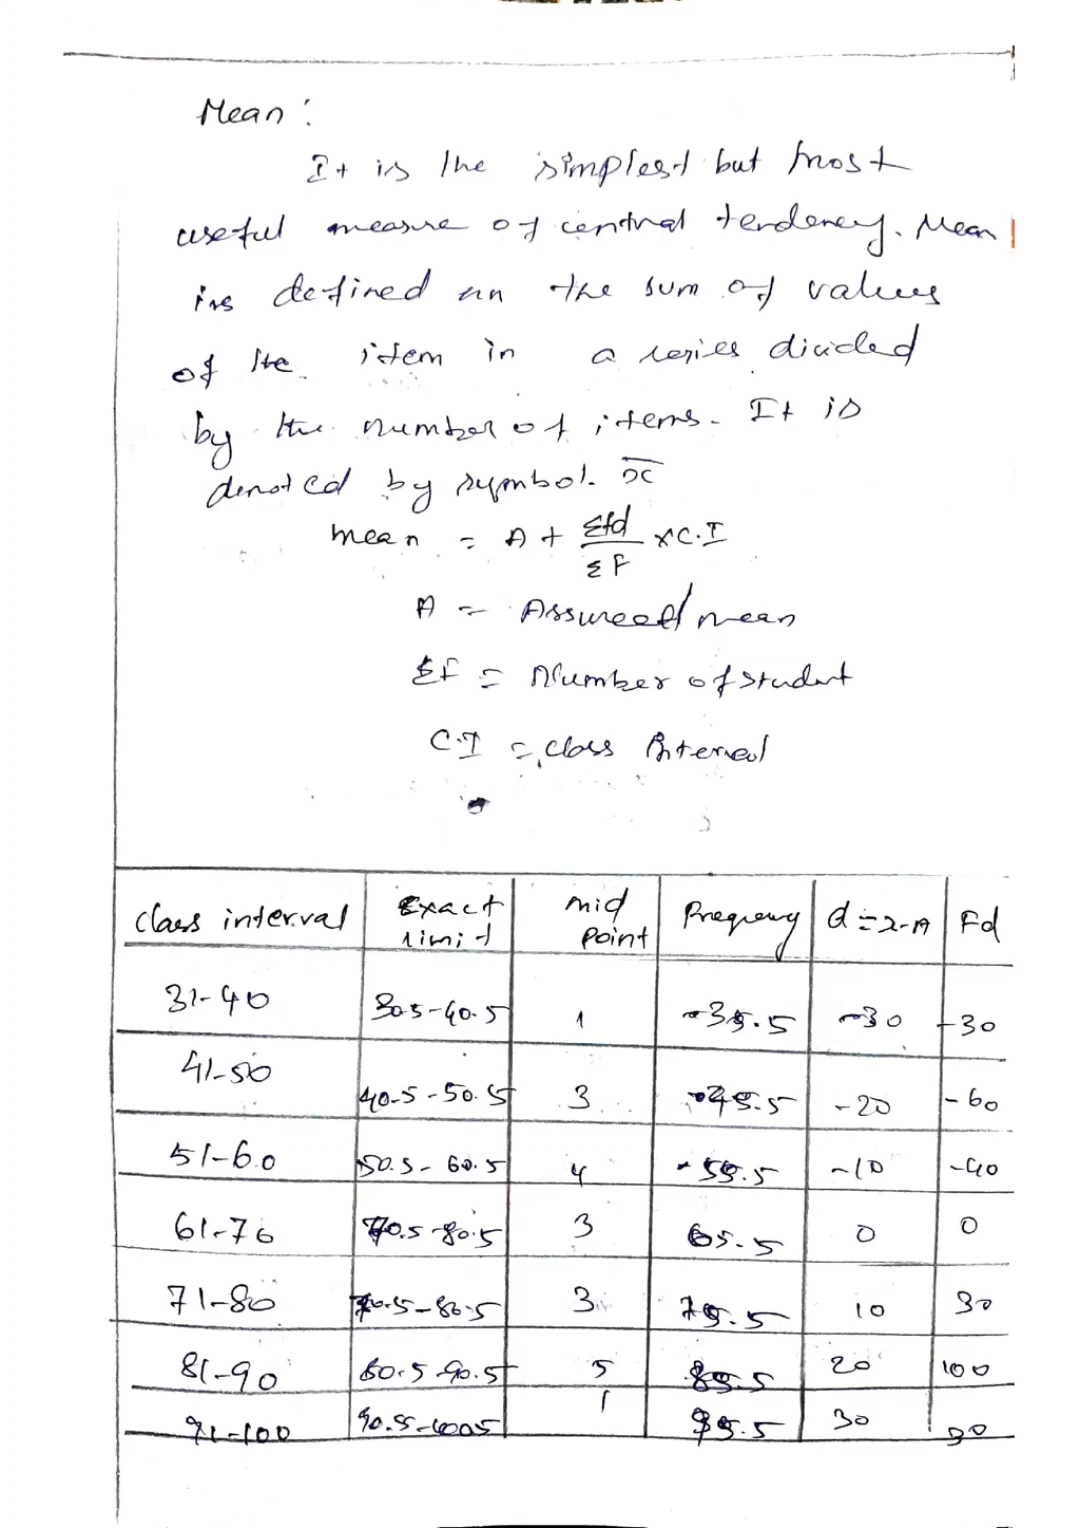 Mean :
It is the simplest but most
useful measure of central tendency. Mean
is defined an the sum of values
of the item in a series divided
by the number of items. It is
denoted by symbol. x̄
mean = A + Σfd/ΣF × C.I
A = Assumed mean
ΣF = Number of student
C.I = class Interval
class interval | Exact limit | mid point | Frequency | d = x-A | Fd
31-40 | 30.5-40.5 | 1 | 35.5 | -30 | -30
41-50 | 40.5-50.5 | 3 | 45.5 | -20 | -60
51-60 | 50.5-60.5 | 4 | 55.5 | -10 | -40
61-70 | 70.5-80.5 | 3 | 65.5 | 0 | 0
71-80 | 70.5-80.5 | 3 | 75.5 | 10 | 30
81-90 | 80.5-90.5 | 5 | 85.5 | 20 | 100
91-100 | 90.5-100.5 | 1 | 95.5 | 30 | 30